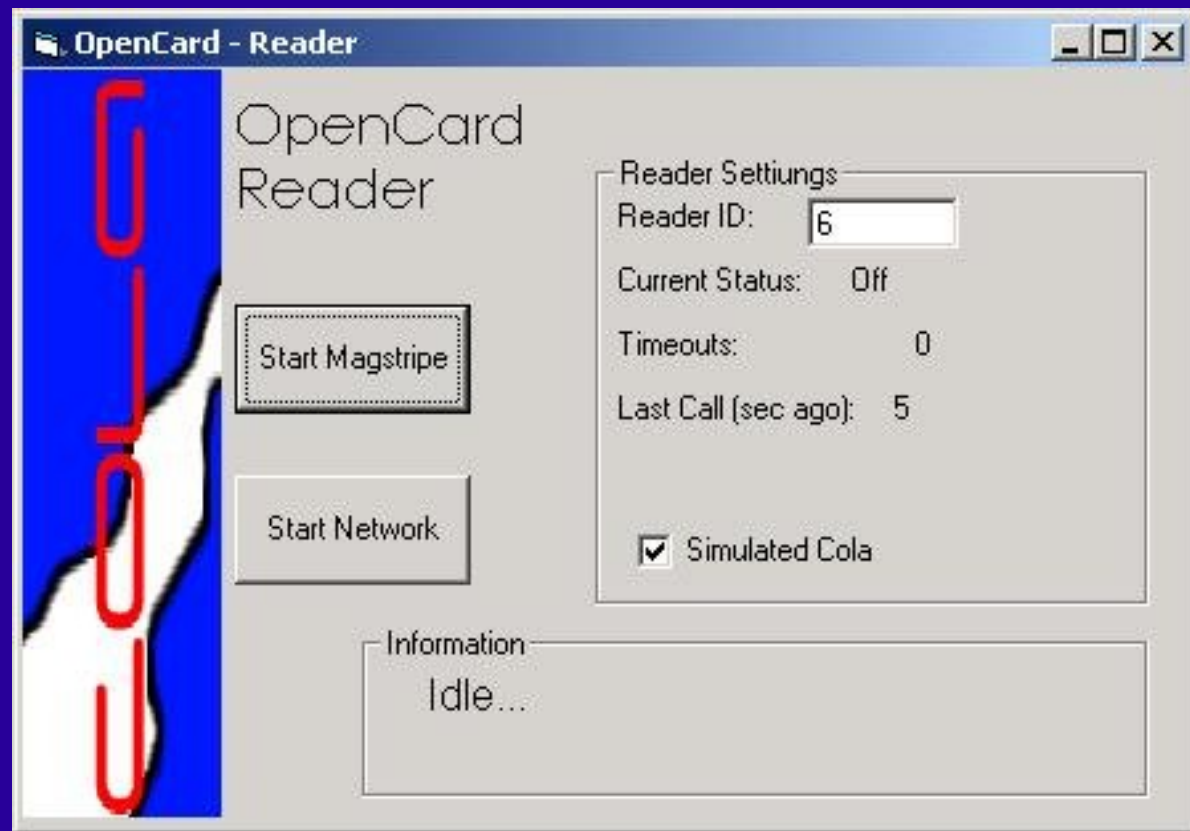 OpenCard - Reader
OpenCard
Reader
Reader Settiungs
Reader ID: 6
Current Status: Off
Start Magstripe
Timeouts: 0
Last Call (sec ago): 5
Start Network
Simulated Cola
Information
Idle...